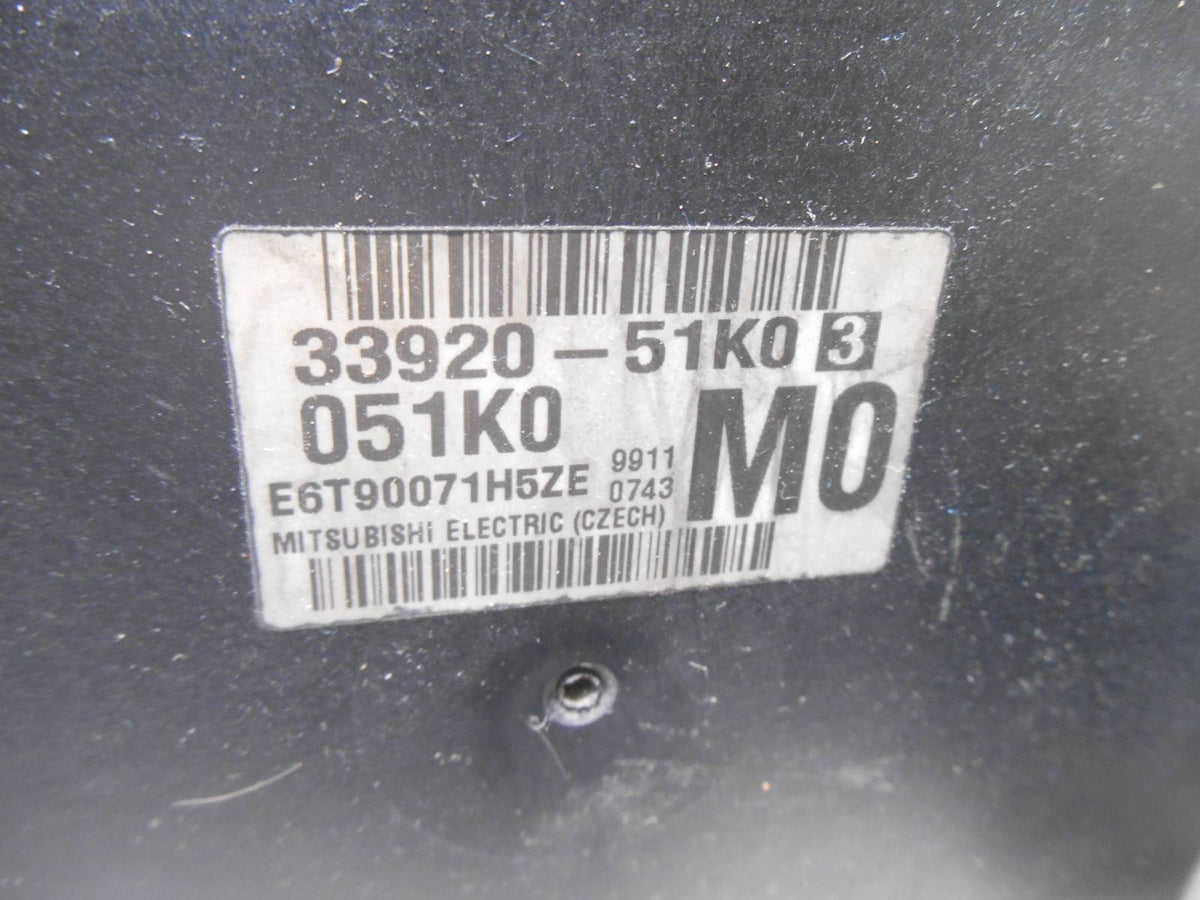 33920-51K0 3
051K0
M0
E6T90071H5ZE
9911
0743
MITSUBISHI ELECTRIC (CZECH)